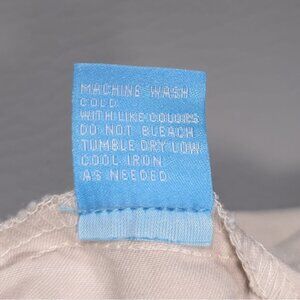 MACHINE WASH
COLD
WITH LIKE COLORS
DO NOT BLEACH
TUMBLE DRY LOW
COOL IRON
AS NEEDED